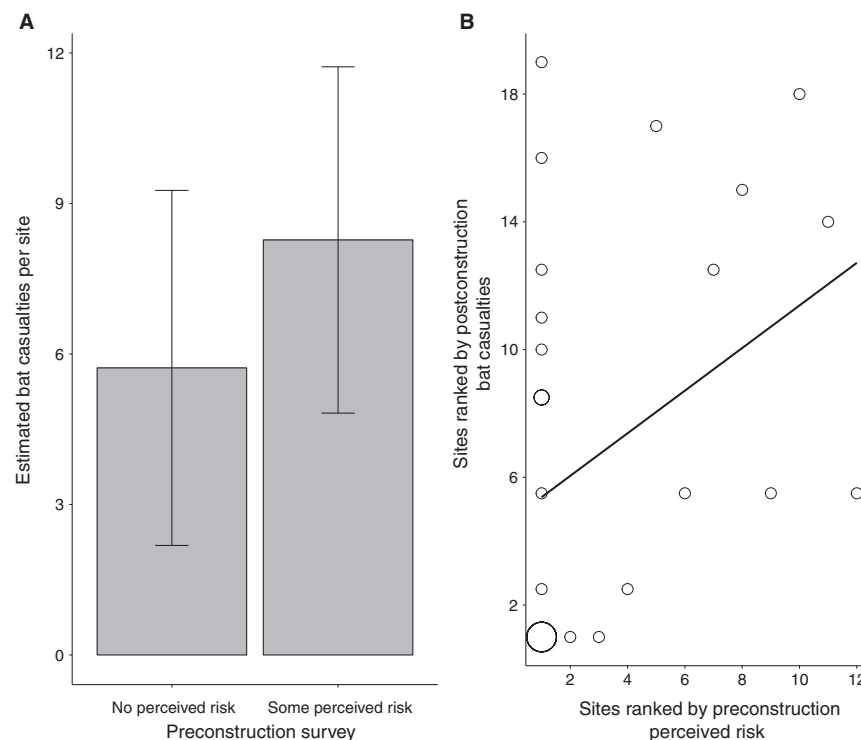 A
Estimated bat casualties per site
12
9
6
3
0
No perceived risk
Some perceived risk
Preconstruction survey
B
Sites ranked by postconstruction
bat casualties
18
14
10
6
2
2
4
6
8
10
12
Sites ranked by preconstruction
perceived risk